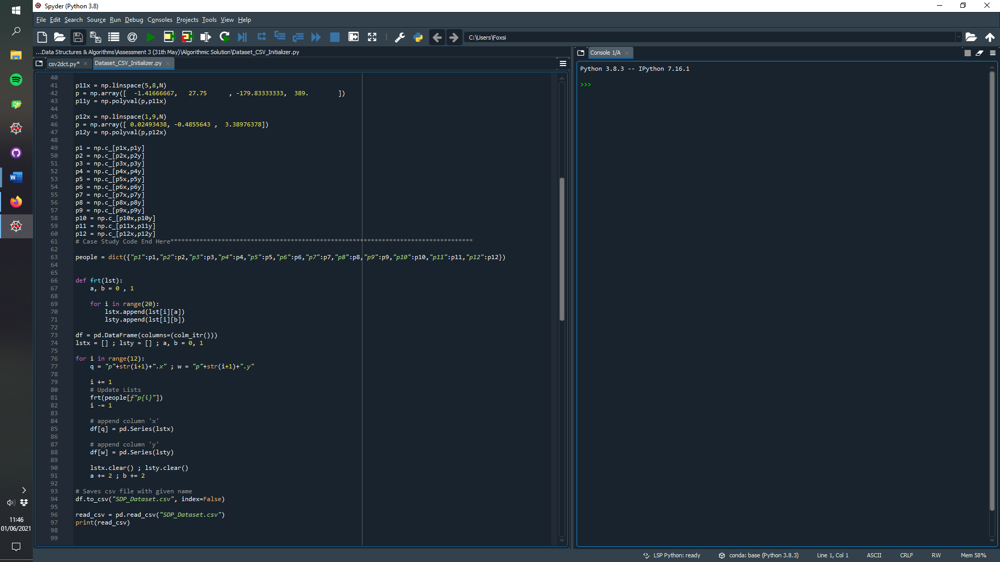 Spyder (Python 3.8)
File Edit Search Source Run Debug Consoles Projects Tools View Help
C:\Users\Foxsi
...Data Structures & Algorithms\Assessment 3 (31th May)\Algorithmic Solution\Dataset_CSV_Initializer.py
csv2dct.py*
Dataset_CSV_Initializer.py
40
41 p11x = np.linspace(5,8,N)
42 p = np.array([  -1.41666667,   27.75      , -179.83333333,  389.        ])
43 p11y = np.polyval(p,p11x)
44
45 p12x = np.linspace(1,9,N)
46 p = np.array([ 0.02493438, -0.4855643 ,  3.38976378])
47 p12y = np.polyval(p,p12x)
48
49 p1 = np.c_[p1x,p1y]
50 p2 = np.c_[p2x,p2y]
51 p3 = np.c_[p3x,p3y]
52 p4 = np.c_[p4x,p4y]
53 p5 = np.c_[p5x,p5y]
54 p6 = np.c_[p6x,p6y]
55 p7 = np.c_[p7x,p7y]
56 p8 = np.c_[p8x,p8y]
57 p9 = np.c_[p9x,p9y]
58 p10 = np.c_[p10x,p10y]
59 p11 = np.c_[p11x,p11y]
60 p12 = np.c_[p12x,p12y]
61 # Case Study Code End Here***********************************************************************************
62
63 people = dict({"p1":p1,"p2":p2,"p3":p3,"p4":p4,"p5":p5,"p6":p6,"p7":p7,"p8":p8,"p9":p9,"p10":p10,"p11":p11,"p12":p12})
64
65
66 def frt(lst):
67     a, b = 0 , 1
68
69     for i in range(20):
70         lstx.append(lst[i][a])
71         lsty.append(lst[i][b])
72
73 df = pd.DataFrame(columns=(colm_itr()))
74 lstx = [] ; lsty = [] ; a, b = 0, 1
75
76 for i in range(12):
77     q = "p"+str(i+1)+".x" ; w = "p"+str(i+1)+".y"
78
79     i += 1
80     # Update Lists
81     frt(people[f"p{i}"])
82     i -= 1
83
84     # append column 'x'
85     df[q] = pd.Series(lstx)
86
87     # append column 'y'
88     df[w] = pd.Series(lsty)
89
90     lstx.clear() ; lsty.clear()
91     a += 2 ; b += 2
92
93 # Saves csv file with given name
94 df.to_csv("SDP_Dataset.csv", index=False)
95
96 read_csv = pd.read_csv("SDP_Dataset.csv")
97 print(read_csv)
98
99
Console 1/A
Python 3.8.3 -- IPython 7.16.1
>>>
11:46
01/06/2021
LSP Python: ready
conda: base (Python 3.8.3)
Line 1, Col 1
ASCII
CRLF
RW
Mem 58%